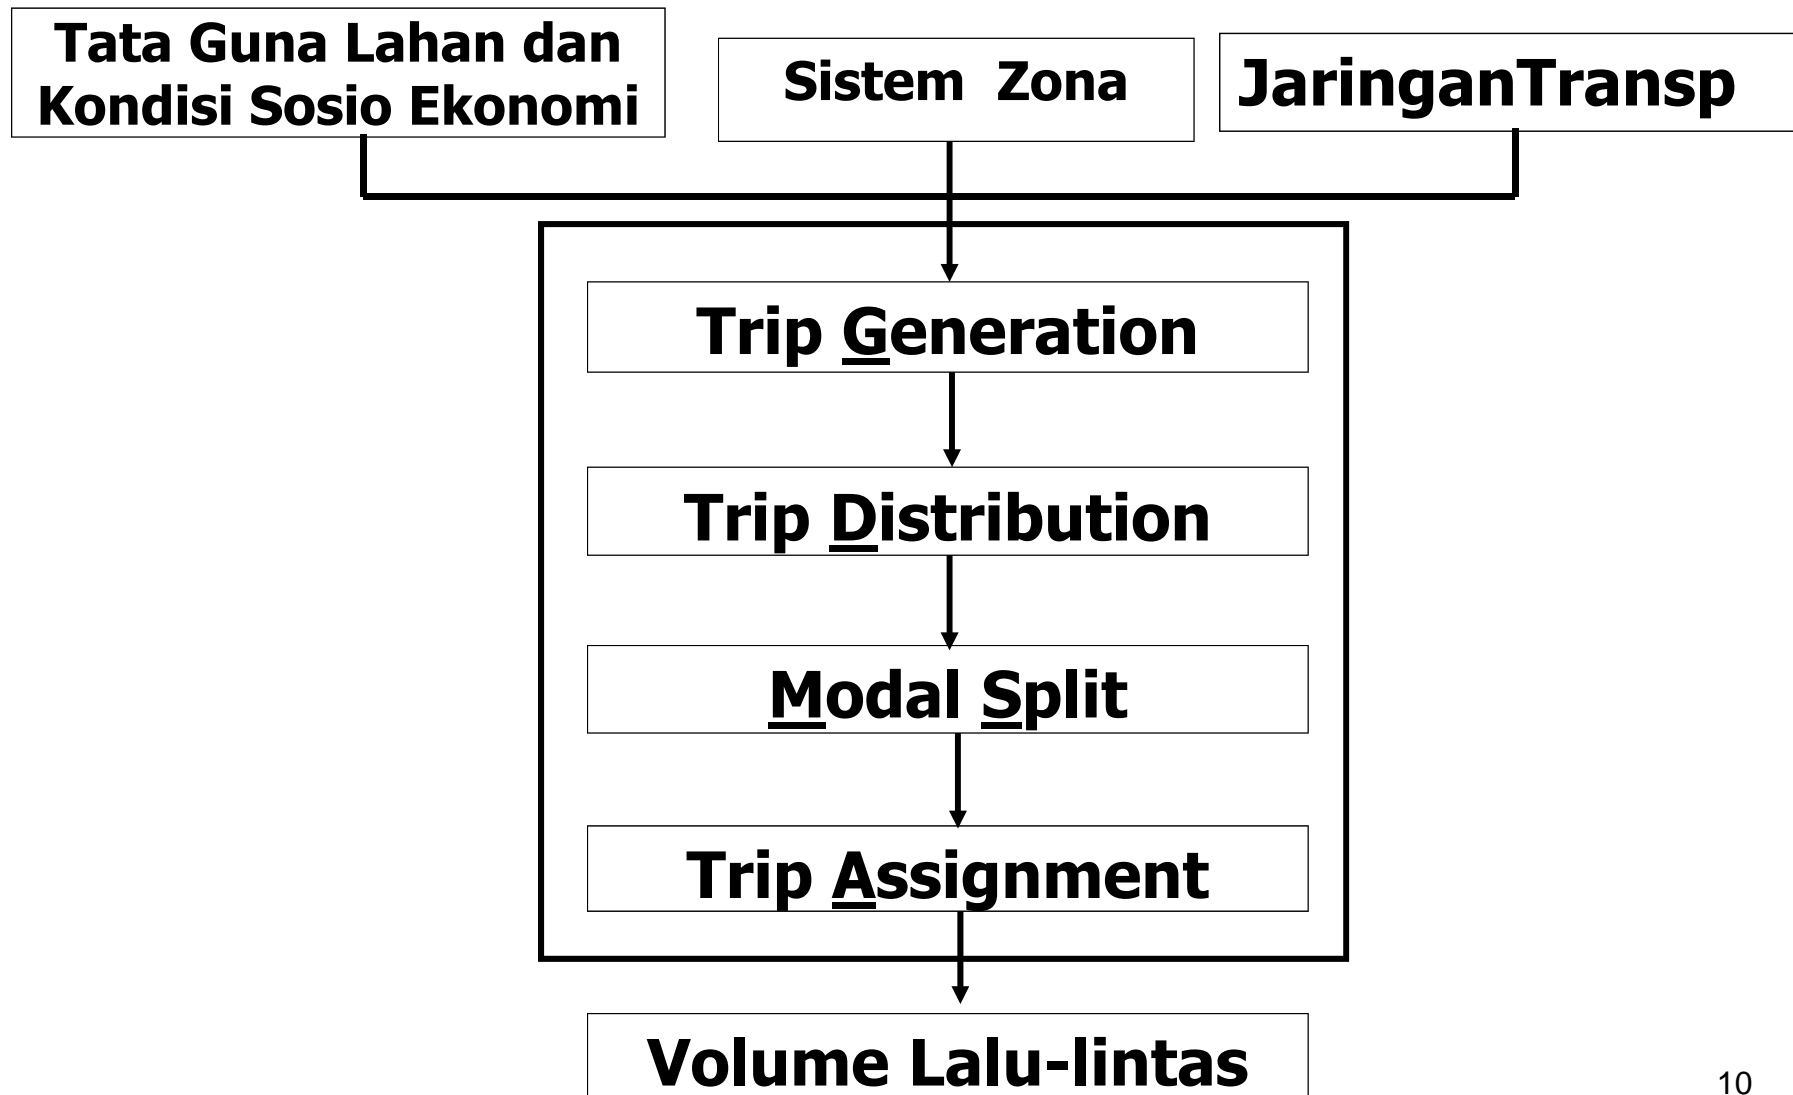 Tata Guna Lahan dan
Kondisi Sosio Ekonomi
Sistem Zona
JaringanTransp
Trip Generation
Trip Distribution
Modal Split
Trip Assignment
Volume Lalu-lintas
10